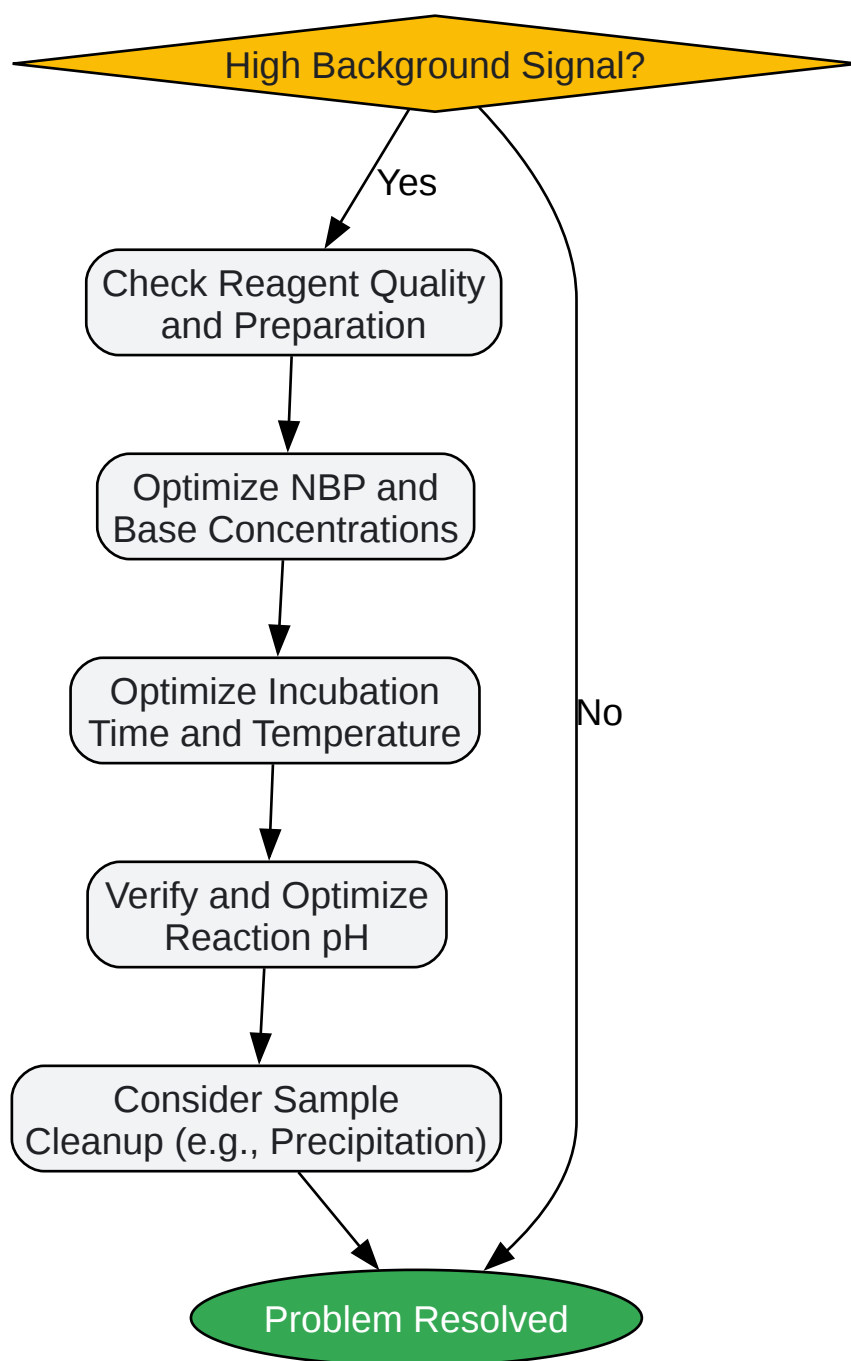 High Background Signal?
Yes
Check Reagent Quality
and Preparation
Optimize NBP and
Base Concentrations
Optimize Incubation
Time and Temperature
No
Verify and Optimize
Reaction pH
Consider Sample
Cleanup (e.g., Precipitation)
Problem Resolved